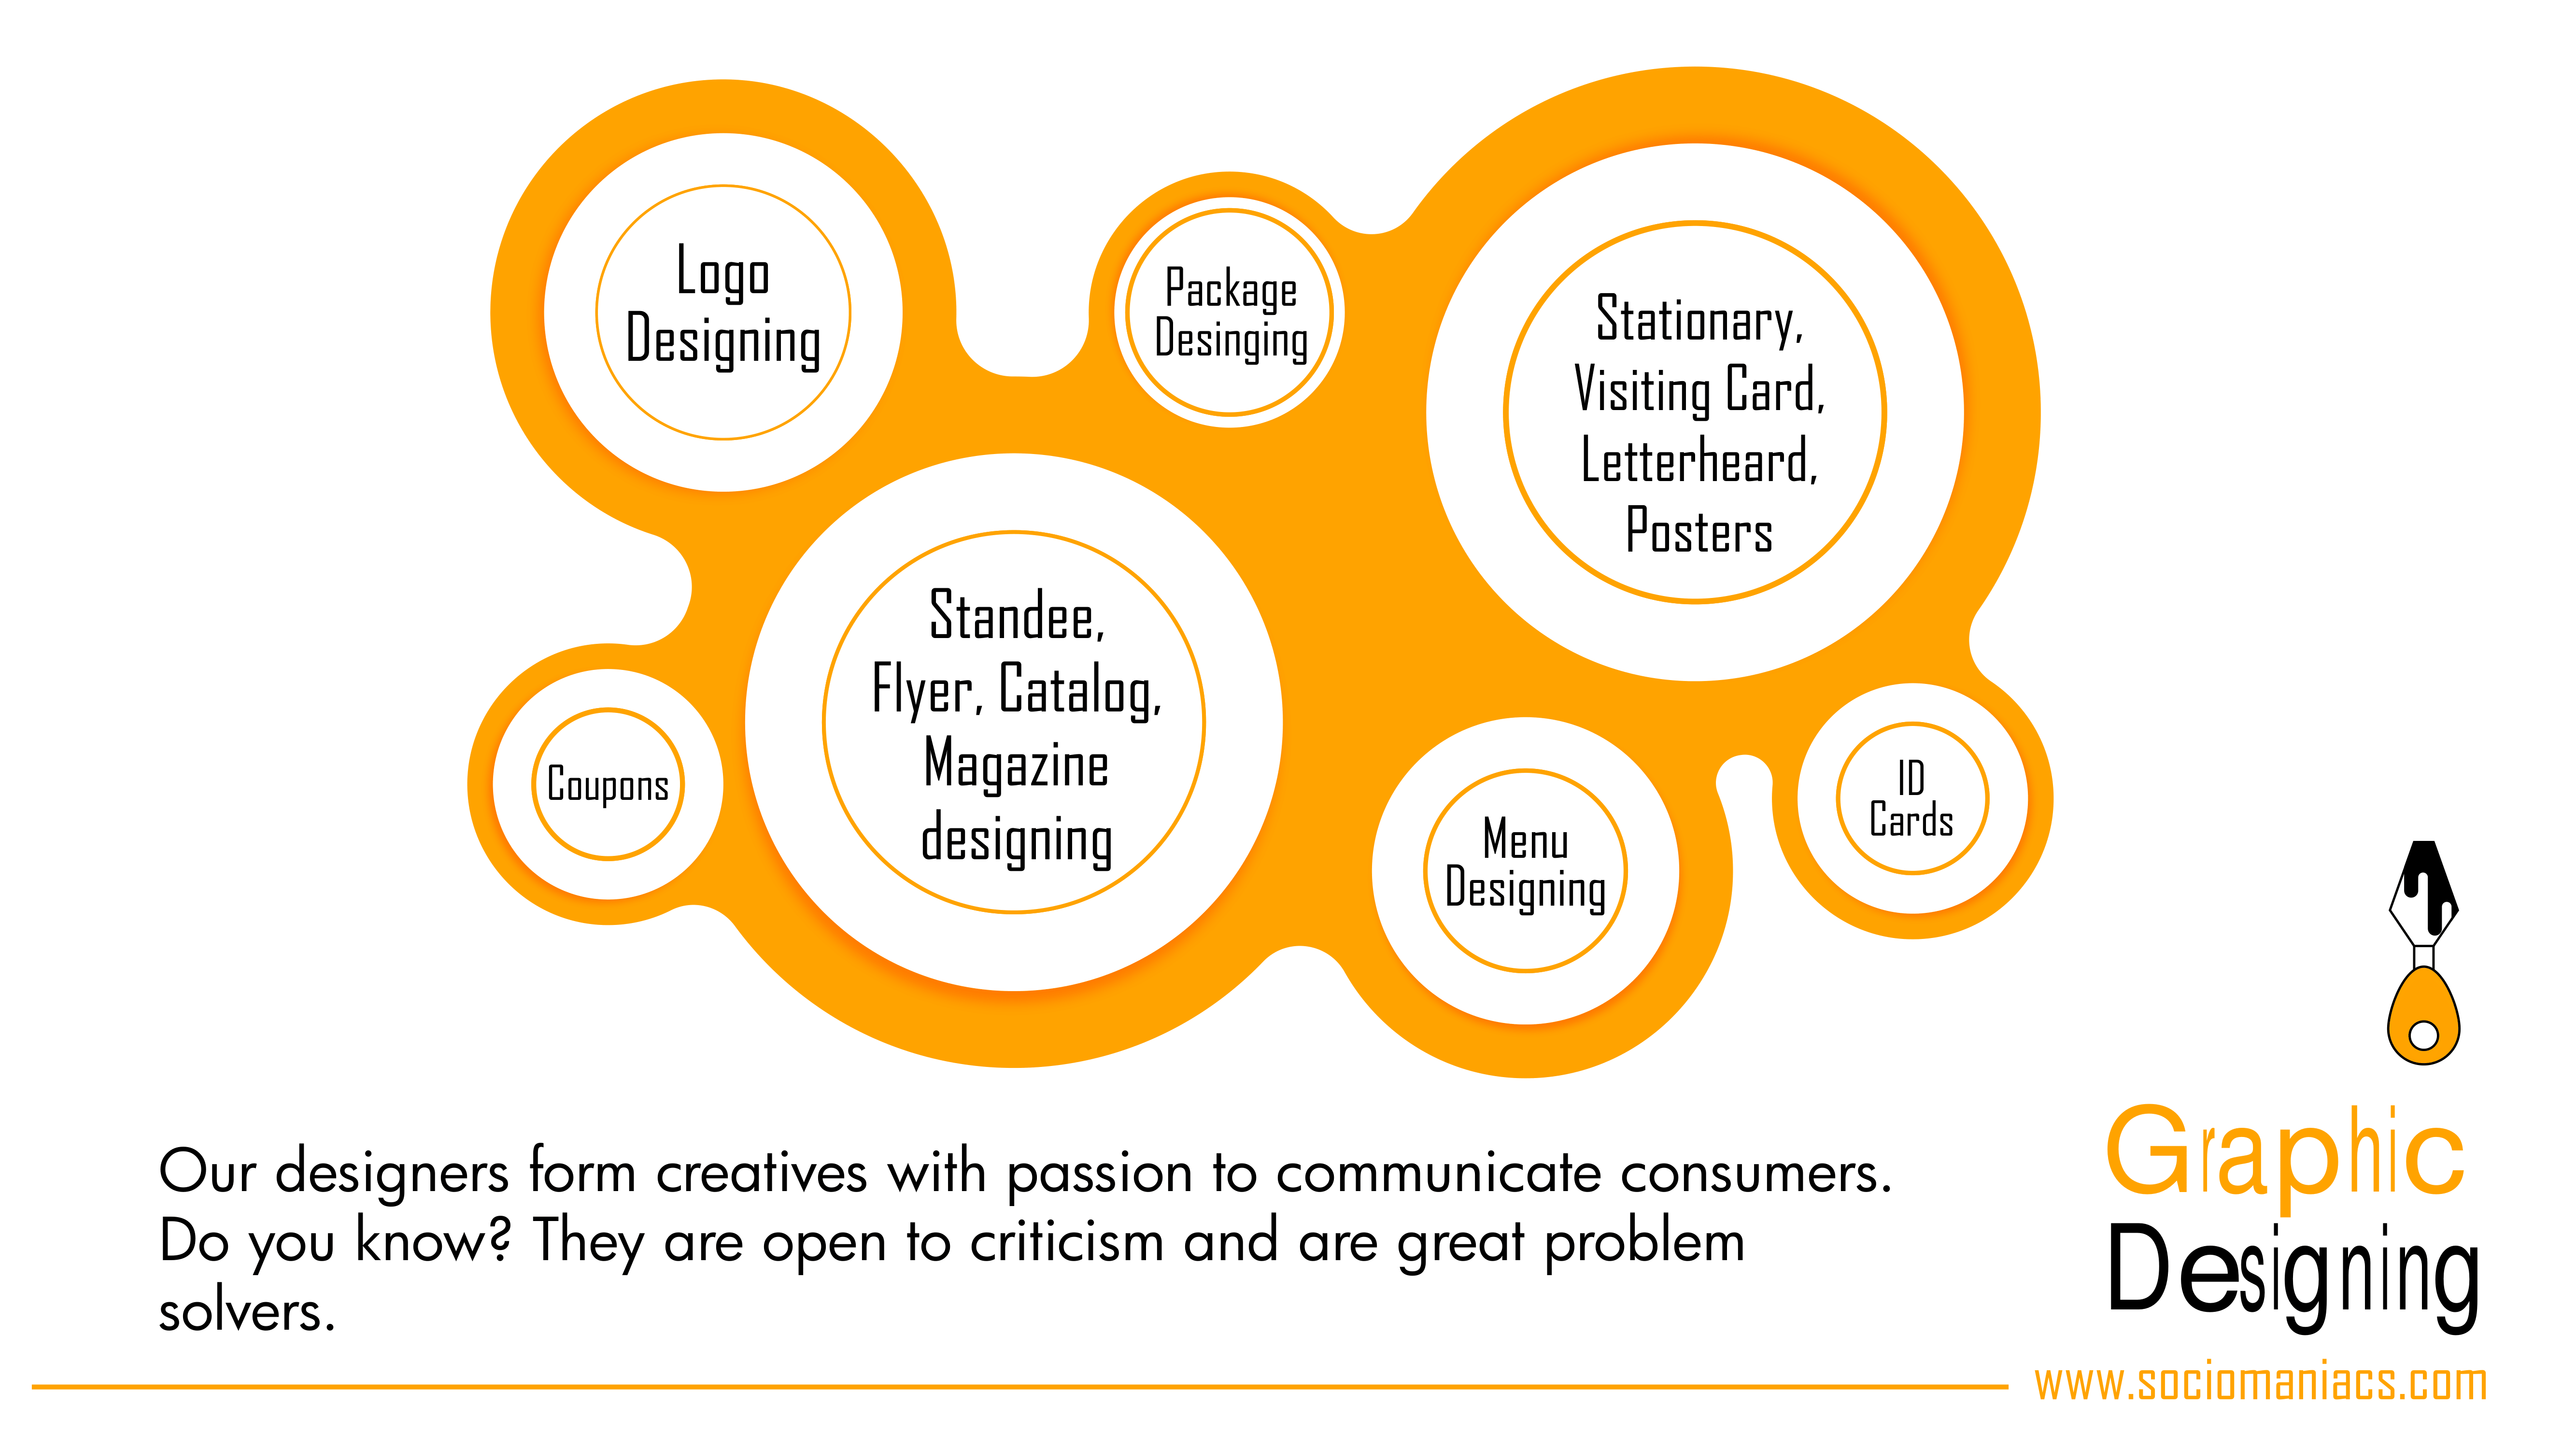 Logo
Designing
Package
Desinging
Stationary,
Visiting Card,
Letterheard,
Posters
Standee,
Flyer, Catalog,
Magazine
designing
Coupons
Menu
Designing
ID
Cards
Our designers form creatives with passion to communicate consumers.
Do you know? They are open to criticism and are great problem
solvers.
Graphic
Designing
www.sociomaniacs.com